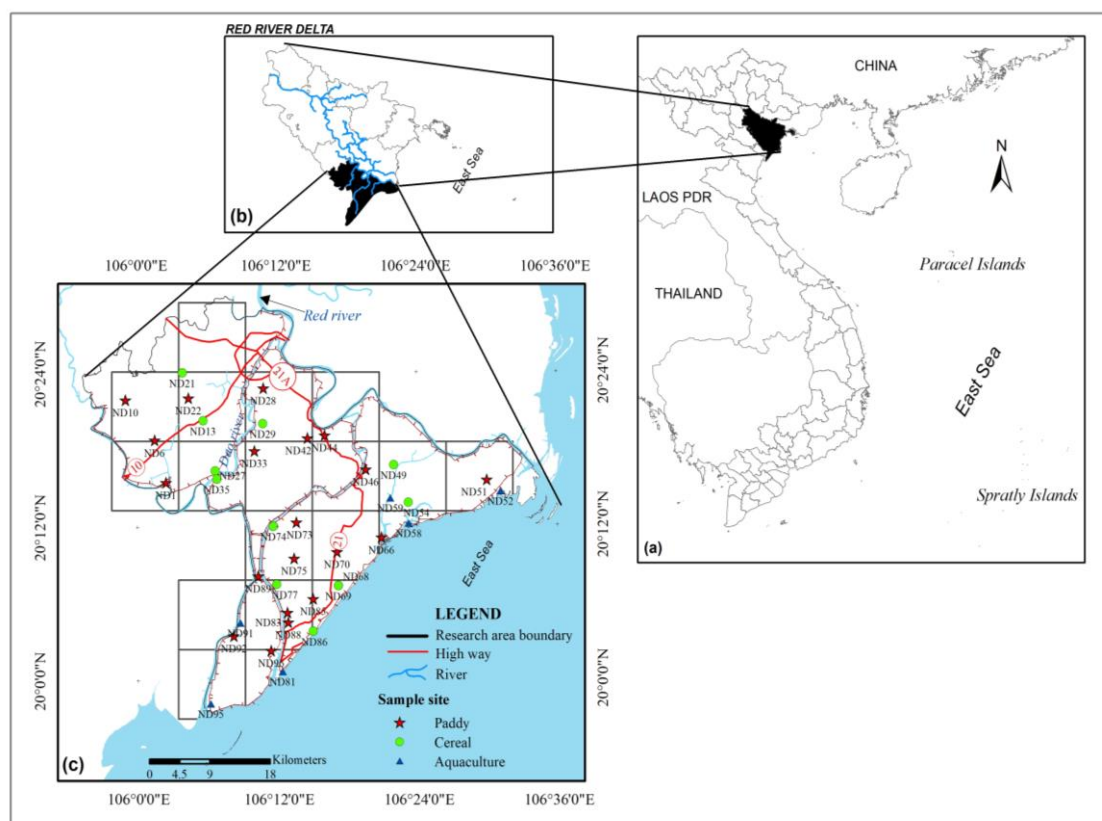 RED RIVER DELTA
East Sea
(b)
CHINA
N
LAOS PDR
THAILAND
Paracel Islands
East Sea
Spratly Islands
(a)
106°0'0"E
106°12'0"E
106°24'0"E
106°36'0"E
20°24'0"N
20°12'0"N
20°0'0"N
20°24'0"N
20°12'0"N
20°0'0"N
Red river
21A
ND21
ND10
ND22
ND28
ND13
ND29
Dao river
ND6
ND42
ND44
ND33
10
ND27
ND1
ND35
ND46
ND49
ND51
ND52
ND59
ND54
ND58
ND74
ND73
21
ND66
ND75
ND70
ND68
ND89
ND77
ND69
ND85
ND83
ND88
ND86
ND91
ND92
ND81
ND95
East Sea
LEGEND
Research area boundary
High way
River
Sample site
Paddy
Cereal
Aquaculture
(c)
Kilometers
0 4.5 9 18
106°0'0"E
106°12'0"E
106°24'0"E
106°36'0"E